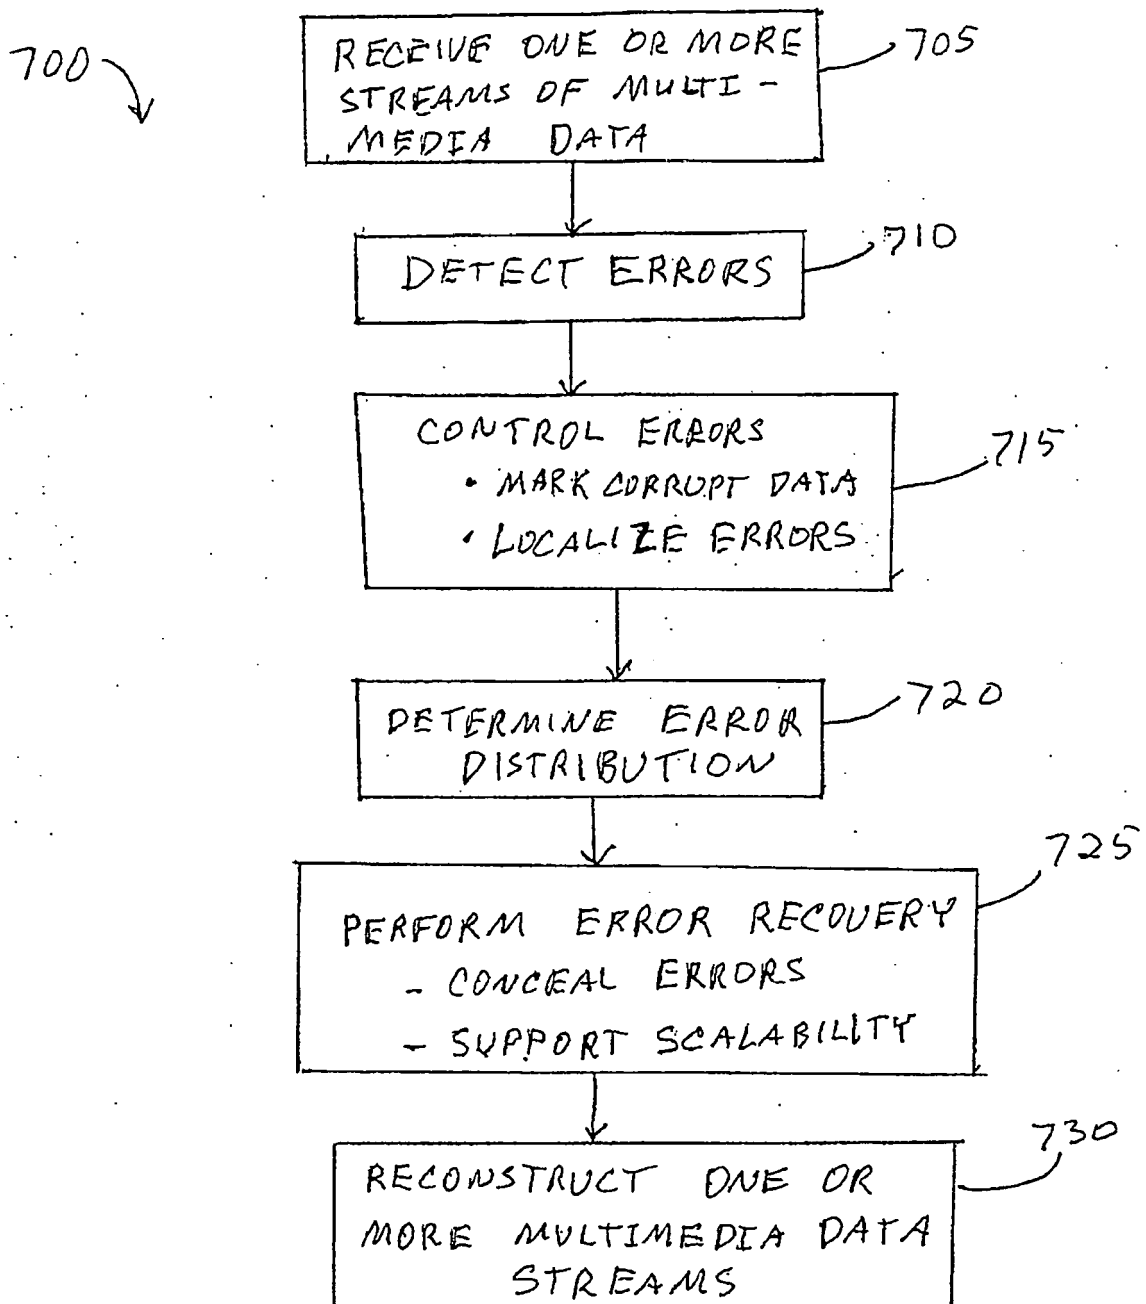 700
RECEIVE ONE OR MORE
STREAMS OF MULTI-
MEDIA DATA
705
DETECT ERRORS
710
CONTROL ERRORS
• MARK CORRUPT DATA
• LOCALIZE ERRORS
715
DETERMINE ERROR
DISTRIBUTION
720
PERFORM ERROR RECOVERY
- CONCEAL ERRORS
- SUPPORT SCALABILITY
725
RECONSTRUCT ONE OR
MORE MULTIMEDIA DATA
STREAMS
730